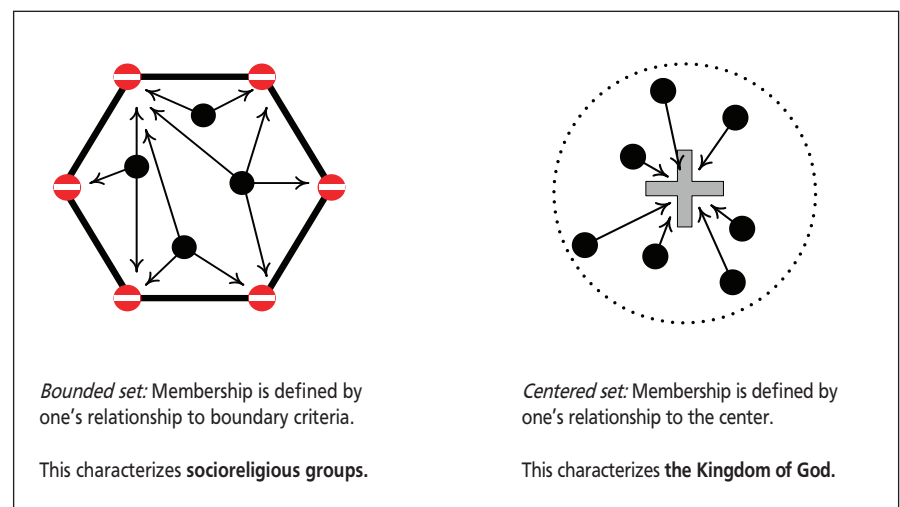 Bounded set: Membership is defined by
one's relationship to boundary criteria.
This characterizes socioreligious groups.
Centered set: Membership is defined by
one's relationship to the center.
This characterizes the Kingdom of God.